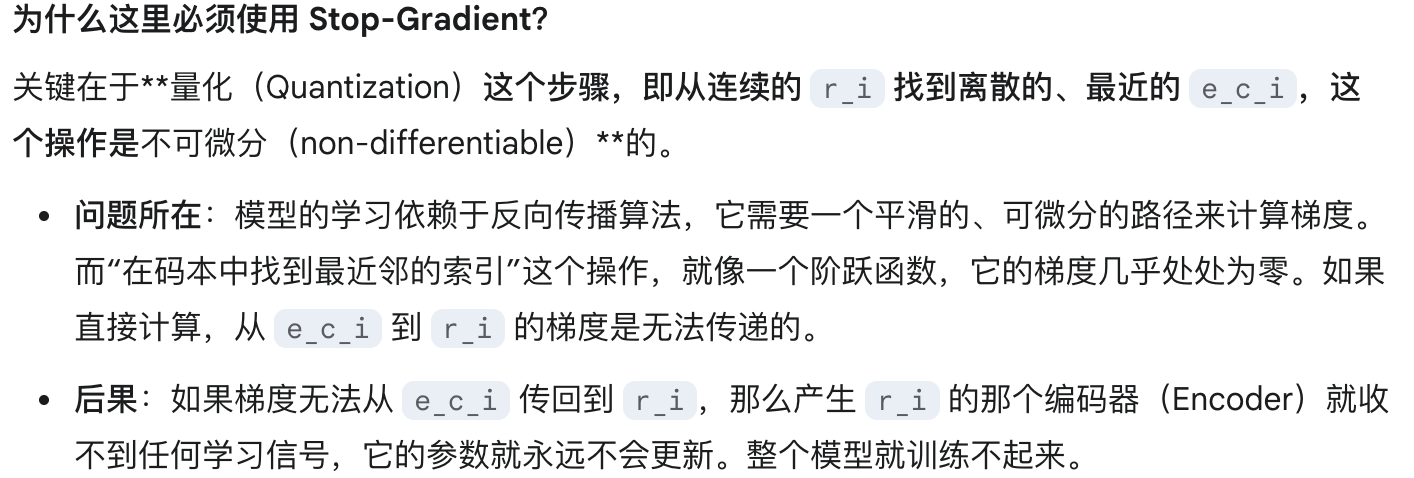 为什么这里必须使用 Stop-Gradient?
关键在于**量化（Quantization）这个步骤，即从连续的 r_i 找到离散的、最近的 e_c_i，这
个操作是不可微分（non-differentiable）**的。
• 问题所在：模型的学习依赖于反向传播算法，它需要一个平滑的、可微分的路径来计算梯度。
而“在码本中找到最近邻的索引”这个操作，就像一个阶跃函数，它的梯度几乎处处为零。如果
直接计算，从 e_c_i 到 r_i 的梯度是无法传递的。
• 后果：如果梯度无法从 e_c_i 传回到 r_i，那么产生 r_i 的那个编码器（Encoder）就收
不到任何学习信号，它的参数就永远不会更新。整个模型就训练不起来。